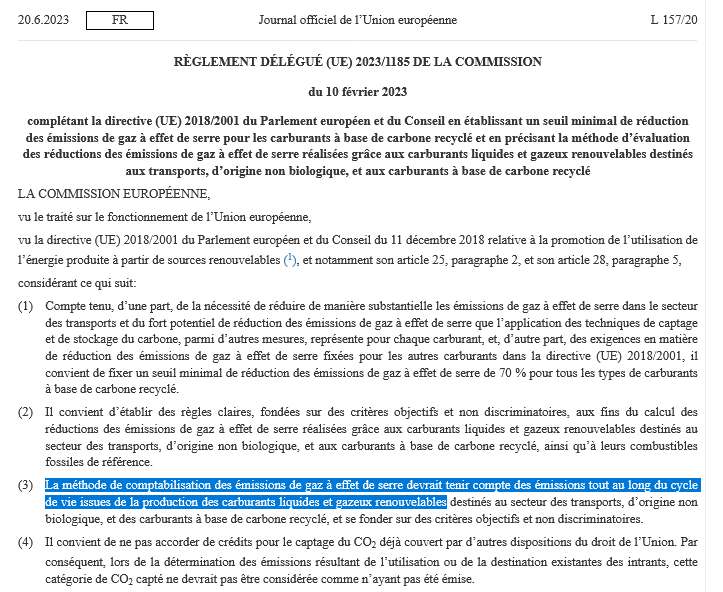 20.6.2023 FR Journal officiel de l'Union européenne L 157/20
RÈGLEMENT DÉLÉGUÉ (UE) 2023/1185 DE LA COMMISSION
du 10 février 2023
complétant la directive (UE) 2018/2001 du Parlement européen et du Conseil en établissant un seuil minimal de réduction
des émissions de gaz à effet de serre pour les carburants à base de carbone recyclé et en précisant la méthode d'évaluation
des réductions des émissions de gaz à effet de serre réalisées grâce aux carburants liquides et gazeux renouvelables destinés
aux transports, d'origine non biologique, et aux carburants à base de carbone recyclé
LA COMMISSION EUROPÉENNE,
vu le traité sur le fonctionnement de l'Union européenne,
vu la directive (UE) 2018/2001 du Parlement européen et du Conseil du 11 décembre 2018 relative à la promotion de l'utilisation de
l'énergie produite à partir de sources renouvelables (1), et notamment son article 25, paragraphe 2, et son article 28, paragraphe 5,
considérant ce qui suit:
(1) Compte tenu, d'une part, de la nécessité de réduire de manière substantielle les émissions de gaz à effet de serre dans le secteur
des transports et du fort potentiel de réduction des émissions de gaz à effet de serre que l'application des techniques de captage
et de stockage du carbone, parmi d'autres mesures, représente pour chaque carburant, et, d'autre part, des exigences en matière
de réduction des émissions de gaz à effet de serre fixées pour les autres carburants dans la directive (UE) 2018/2001, il
convient de fixer un seuil minimal de réduction des émissions de gaz à effet de serre de 70 % pour tous les types de carburants
à base de carbone recyclé.
(2) Il convient d'établir des règles claires, fondées sur des critères objectifs et non discriminatoires, aux fins du calcul des
réductions des émissions de gaz à effet de serre réalisées grâce aux carburants liquides et gazeux renouvelables destinés au
secteur des transports, d'origine non biologique, et aux carburants à base de carbone recyclé, ainsi qu'à leurs combustibles
fossiles de référence.
(3) La méthode de comptabilisation des émissions de gaz à effet de serre devrait tenir compte des émissions tout au long du cycle
de vie issues de la production des carburants liquides et gazeux renouvelables destinés au secteur des transports, d'origine non
biologique, et des carburants à base de carbone recyclé, et se fonder sur des critères objectifs et non discriminatoires.
(4) Il convient de ne pas accorder de crédits pour le captage du CO2 déjà couvert par d'autres dispositions du droit de l'Union. Par
conséquent, lors de la détermination des émissions résultant de l'utilisation ou de la destination existantes des intrants, cette
catégorie de CO2 capté ne devrait pas être considérée comme n'ayant pas été émise.